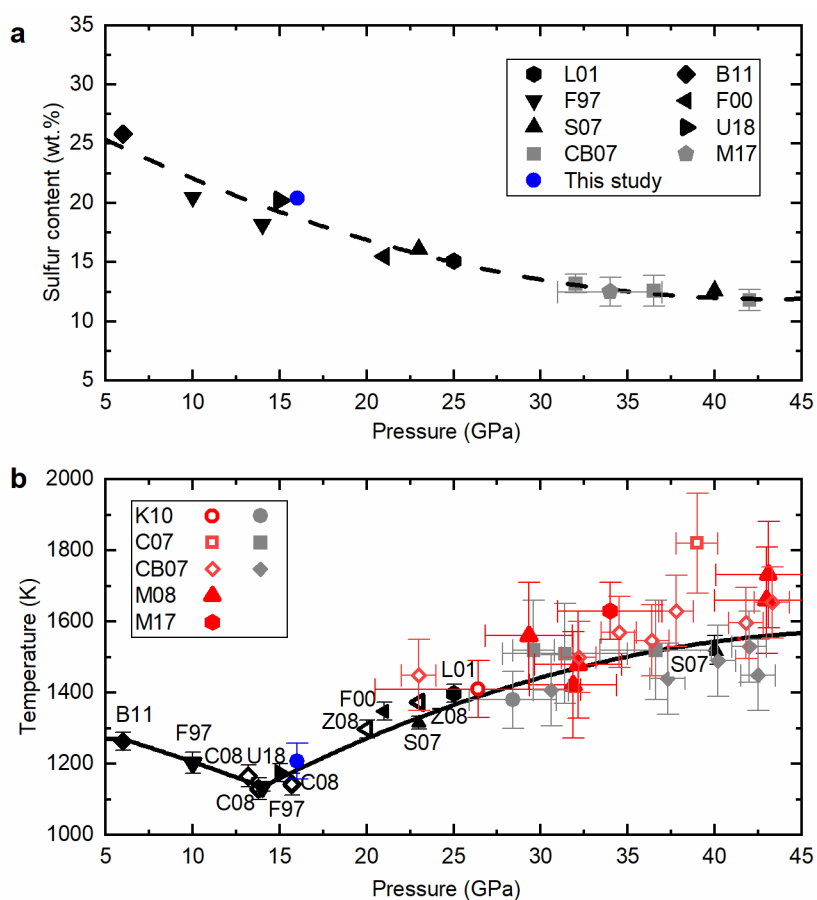 a
35
30
25
20
15
10
5
Sulfur content (wt.%)
L01 B11
F97 F00
S07 U18
CB07 M17
This study
5 10 15 20 25 30 35 40 45
Pressure (GPa)
b
2000
1800
1600
1400
1200
1000
Temperature (K)
K10
C07
CB07
M08
M17
B11
F97
C08
U18
C08
F97
C08
Z08
F00
S07
Z08
L01
S07
5 10 15 20 25 30 35 40 45
Pressure (GPa)